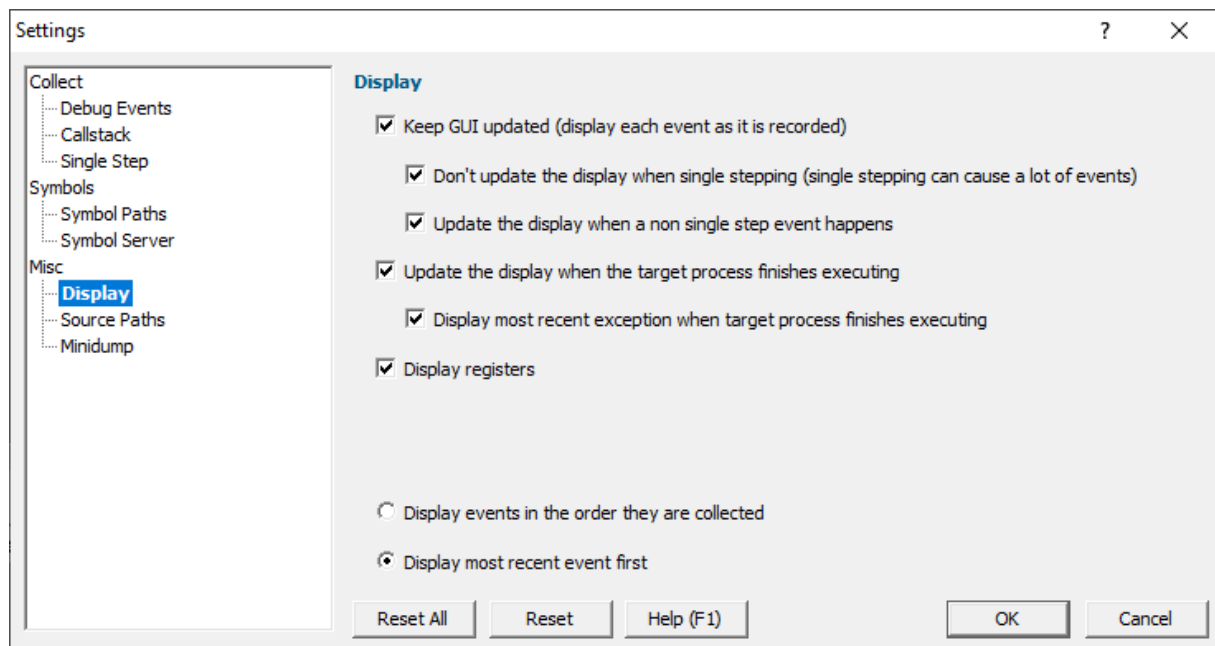 Settings
?
Collect
Debug Events
Callstack
Single Step
Symbols
Symbol Paths
Symbol Server
Misc
Display
Source Paths
Minidump
Display
Keep GUI updated (display each event as it is recorded)
Don't update the display when single stepping (single stepping can cause a lot of events)
Update the display when a non single step event happens
Update the display when the target process finishes executing
Display most recent exception when target process finishes executing
Display registers
Display events in the order they are collected
Display most recent event first
Reset All
Reset
Help (F1)
OK
Cancel